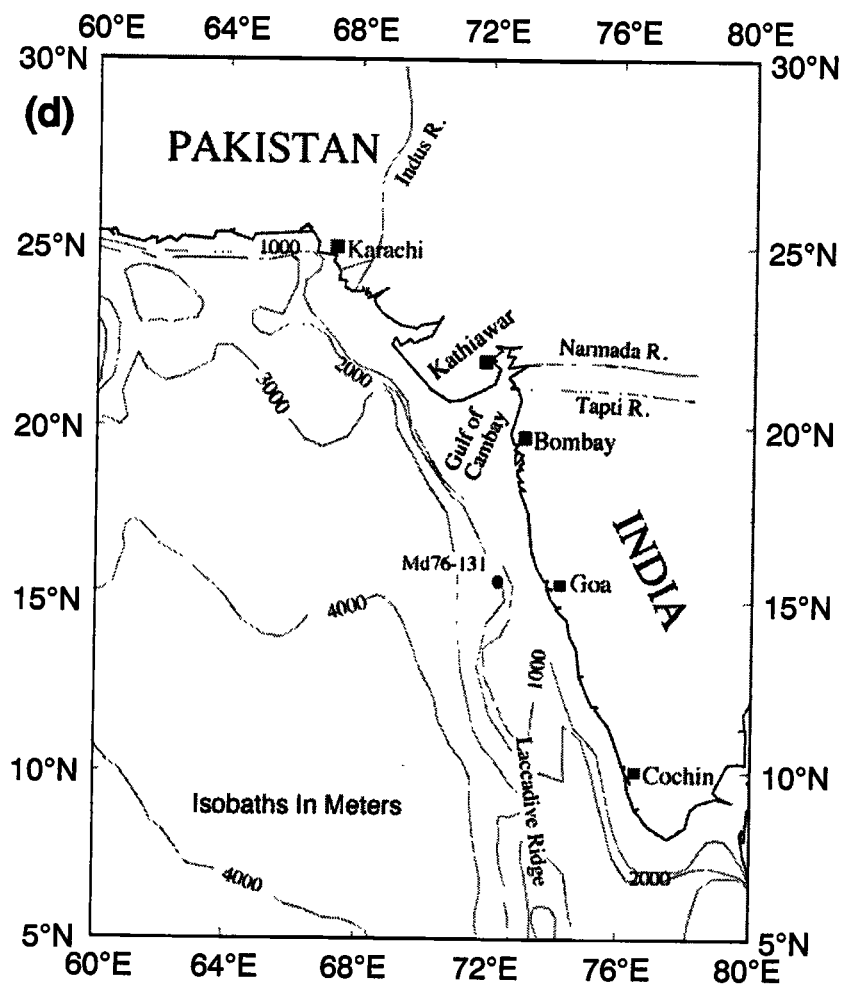 60°E 64°E 68°E 72°E 76°E 80°E
30°N 30°N
(d)
PAKISTAN
Indus R.
25°N 1000 Karachi 25°N
Kathiawar
Narmada R.
2000
3000
Tapti R.
20°N 20°N
Gulf of
Cambay
Bombay
INDIA
Md76-131
Goa
15°N 4000 15°N
1000
Laccadive Ridge
10°N Cochin 10°N
Isobaths In Meters
4000
2000
5°N 5°N
60°E 64°E 68°E 72°E 76°E 80°E